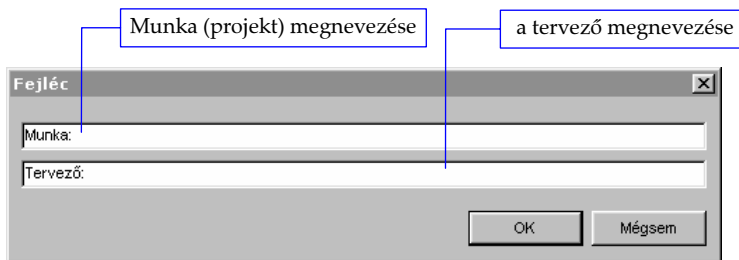 Munka (projekt) megnevezése
a tervező megnevezése
Fejléc
Munka:
Tervező:
OK
Mégsem